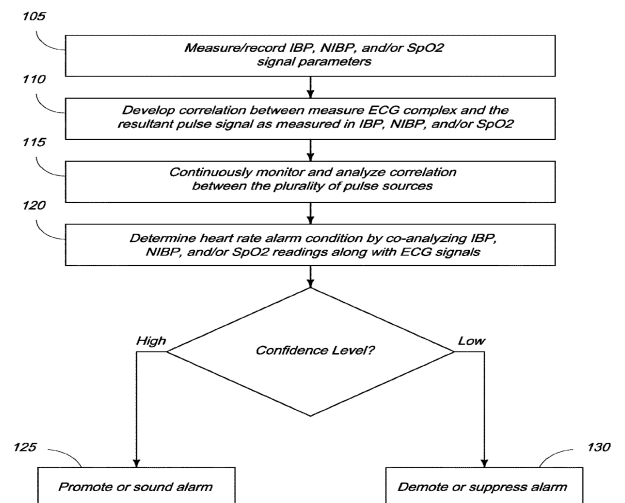 105
Measure/record IBP, NIBP, and/or SpO2
signal parameters
110
Develop correlation between measure ECG complex and the
resultant pulse signal as measured in IBP, NIBP, and/or SpO2
115
Continuously monitor and analyze correlation
between the plurality of pulse sources
120
Determine heart rate alarm condition by co-analyzing IBP,
NIBP, and/or SpO2 readings along with ECG signals
High
Confidence Level?
Low
125
130
Promote or sound alarm
Demote or suppress alarm